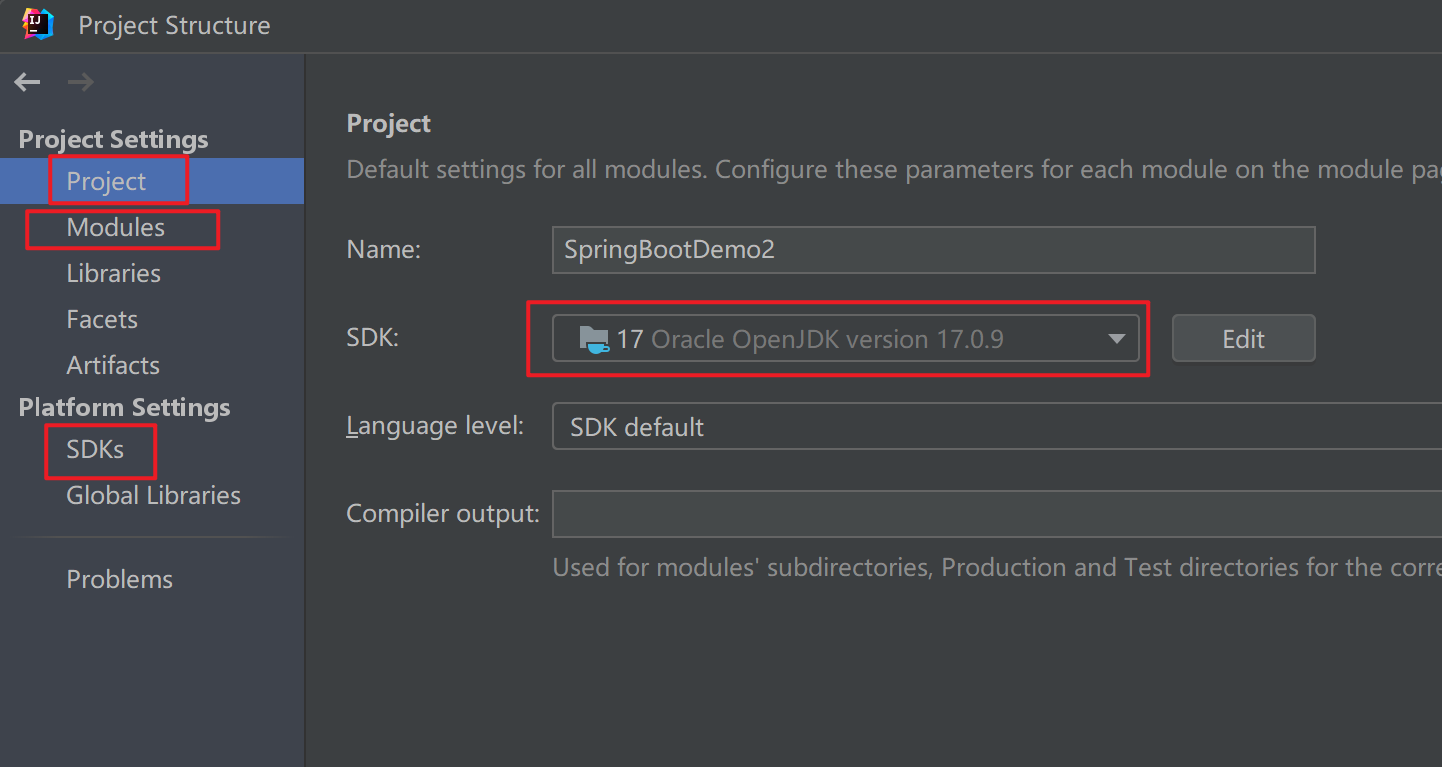 IJ
Project Structure
Project Settings
Project
Modules
Libraries
Facets
Artifacts
Platform Settings
SDKs
Global Libraries
Problems
Project
Default settings for all modules. Configure these parameters for each module on the module pa
Name: SpringBootDemo2
SDK: 17 Oracle OpenJDK version 17.0.9 Edit
Language level: SDK default
Compiler output:
Used for modules' subdirectories, Production and Test directories for the corre